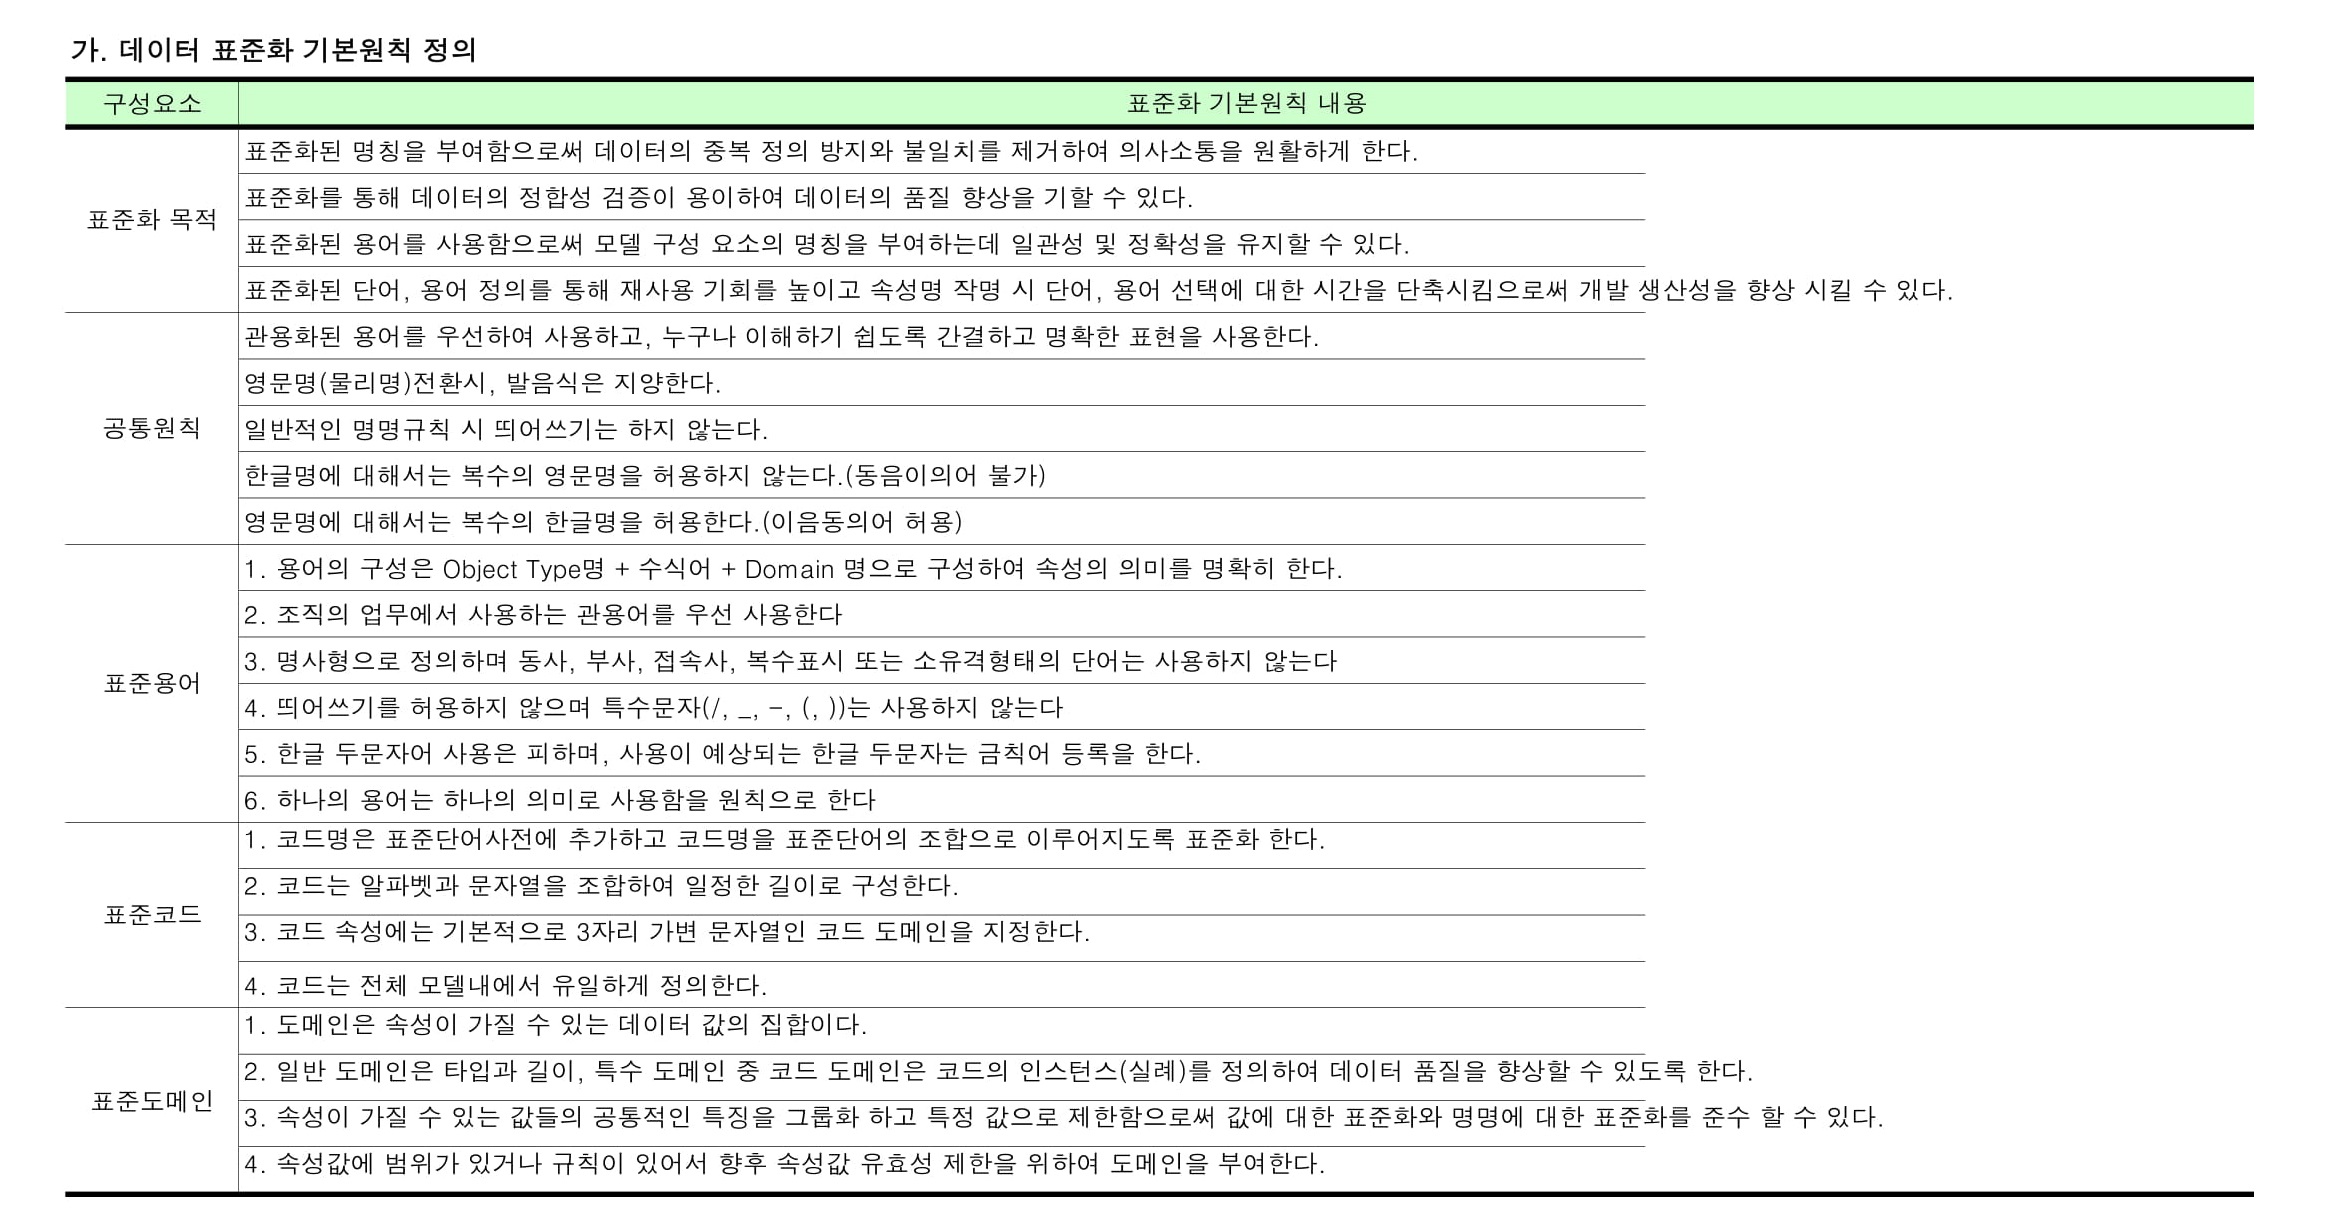 가. 데이터 표준화 기본원칙 정의
구성요소 표준화 기본원칙 내용
표준화 목적
표준화된 명칭을 부여함으로써 데이터의 중복 정의 방지와 불일치를 제거하여 의사소통을 원활하게 한다.
표준화를 통해 데이터의 정합성 검증이 용이하여 데이터의 품질 향상을 기할 수 있다.
표준화된 용어를 사용함으로써 모델 구성 요소의 명칭을 부여하는데 일관성 및 정확성을 유지할 수 있다.
표준화된 단어, 용어 정의를 통해 재사용 기회를 높이고 속성명 작명 시 단어, 용어 선택에 대한 시간을 단축시킴으로써 개발 생산성을 향상 시킬 수 있다.
공통원칙
관용화된 용어를 우선하여 사용하고, 누구나 이해하기 쉽도록 간결하고 명확한 표현을 사용한다.
영문명(물리명)전환시, 발음식은 지양한다.
일반적인 명명규칙 시 띄어쓰기는 하지 않는다.
한글명에 대해서는 복수의 영문명을 허용하지 않는다.(동음이의어 불가)
영문명에 대해서는 복수의 한글명을 허용한다.(이음동의어 허용)
표준용어
1. 용어의 구성은 Object Type명 + 수식어 + Domain 명으로 구성하여 속성의 의미를 명확히 한다.
2. 조직의 업무에서 사용하는 관용어를 우선 사용한다
3. 명사형으로 정의하며 동사, 부사, 접속사, 복수표시 또는 소유격형태의 단어는 사용하지 않는다
4. 띄어쓰기를 허용하지 않으며 특수문자(/, _, -, (, ))는 사용하지 않는다
5. 한글 두문자어 사용은 피하며, 사용이 예상되는 한글 두문자는 금칙어 등록을 한다.
6. 하나의 용어는 하나의 의미로 사용함을 원칙으로 한다
표준코드
1. 코드명은 표준단어사전에 추가하고 코드명을 표준단어의 조합으로 이루어지도록 표준화 한다.
2. 코드는 알파벳과 문자열을 조합하여 일정한 길이로 구성한다.
3. 코드 속성에는 기본적으로 3자리 가변 문자열인 코드 도메인을 지정한다.
4. 코드는 전체 모델내에서 유일하게 정의한다.
표준도메인
1. 도메인은 속성이 가질 수 있는 데이터 값의 집합이다.
2. 일반 도메인은 타입과 길이, 특수 도메인 중 코드 도메인은 코드의 인스턴스(실례)를 정의하여 데이터 품질을 향상할 수 있도록 한다.
3. 속성이 가질 수 있는 값들의 공통적인 특징을 그룹화 하고 특정 값으로 제한함으로써 값에 대한 표준화와 명명에 대한 표준화를 준수 할 수 있다.
4. 속성값에 범위가 있거나 규칙이 있어서 향후 속성값 유효성 제한을 위하여 도메인을 부여한다.